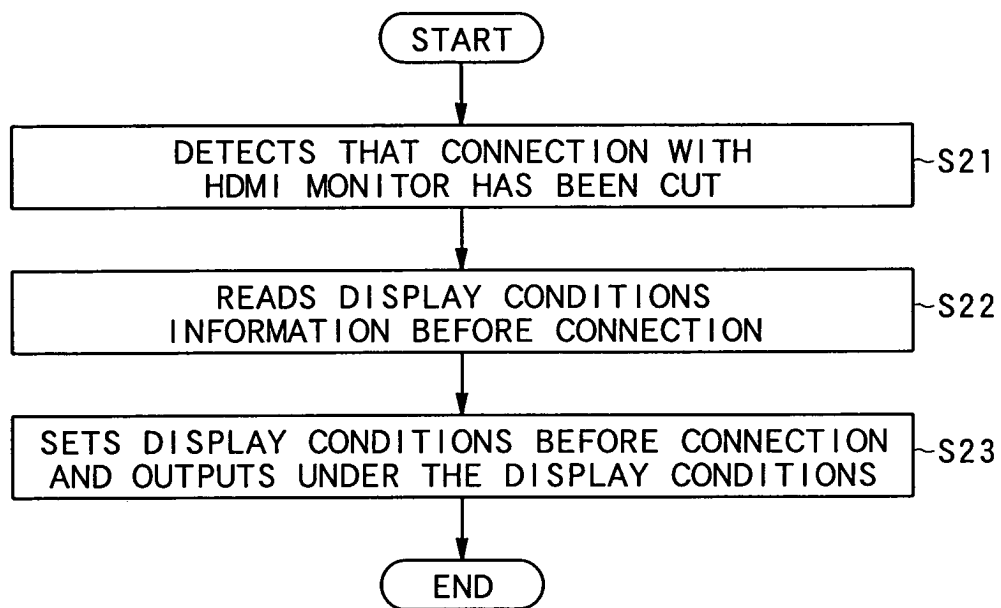 START
DETECTS THAT CONNECTION WITH
HDMI MONITOR HAS BEEN CUT
S21
READS DISPLAY CONDITIONS
INFORMATION BEFORE CONNECTION
S22
SETS DISPLAY CONDITIONS BEFORE CONNECTION
AND OUTPUTS UNDER THE DISPLAY CONDITIONS
S23
END